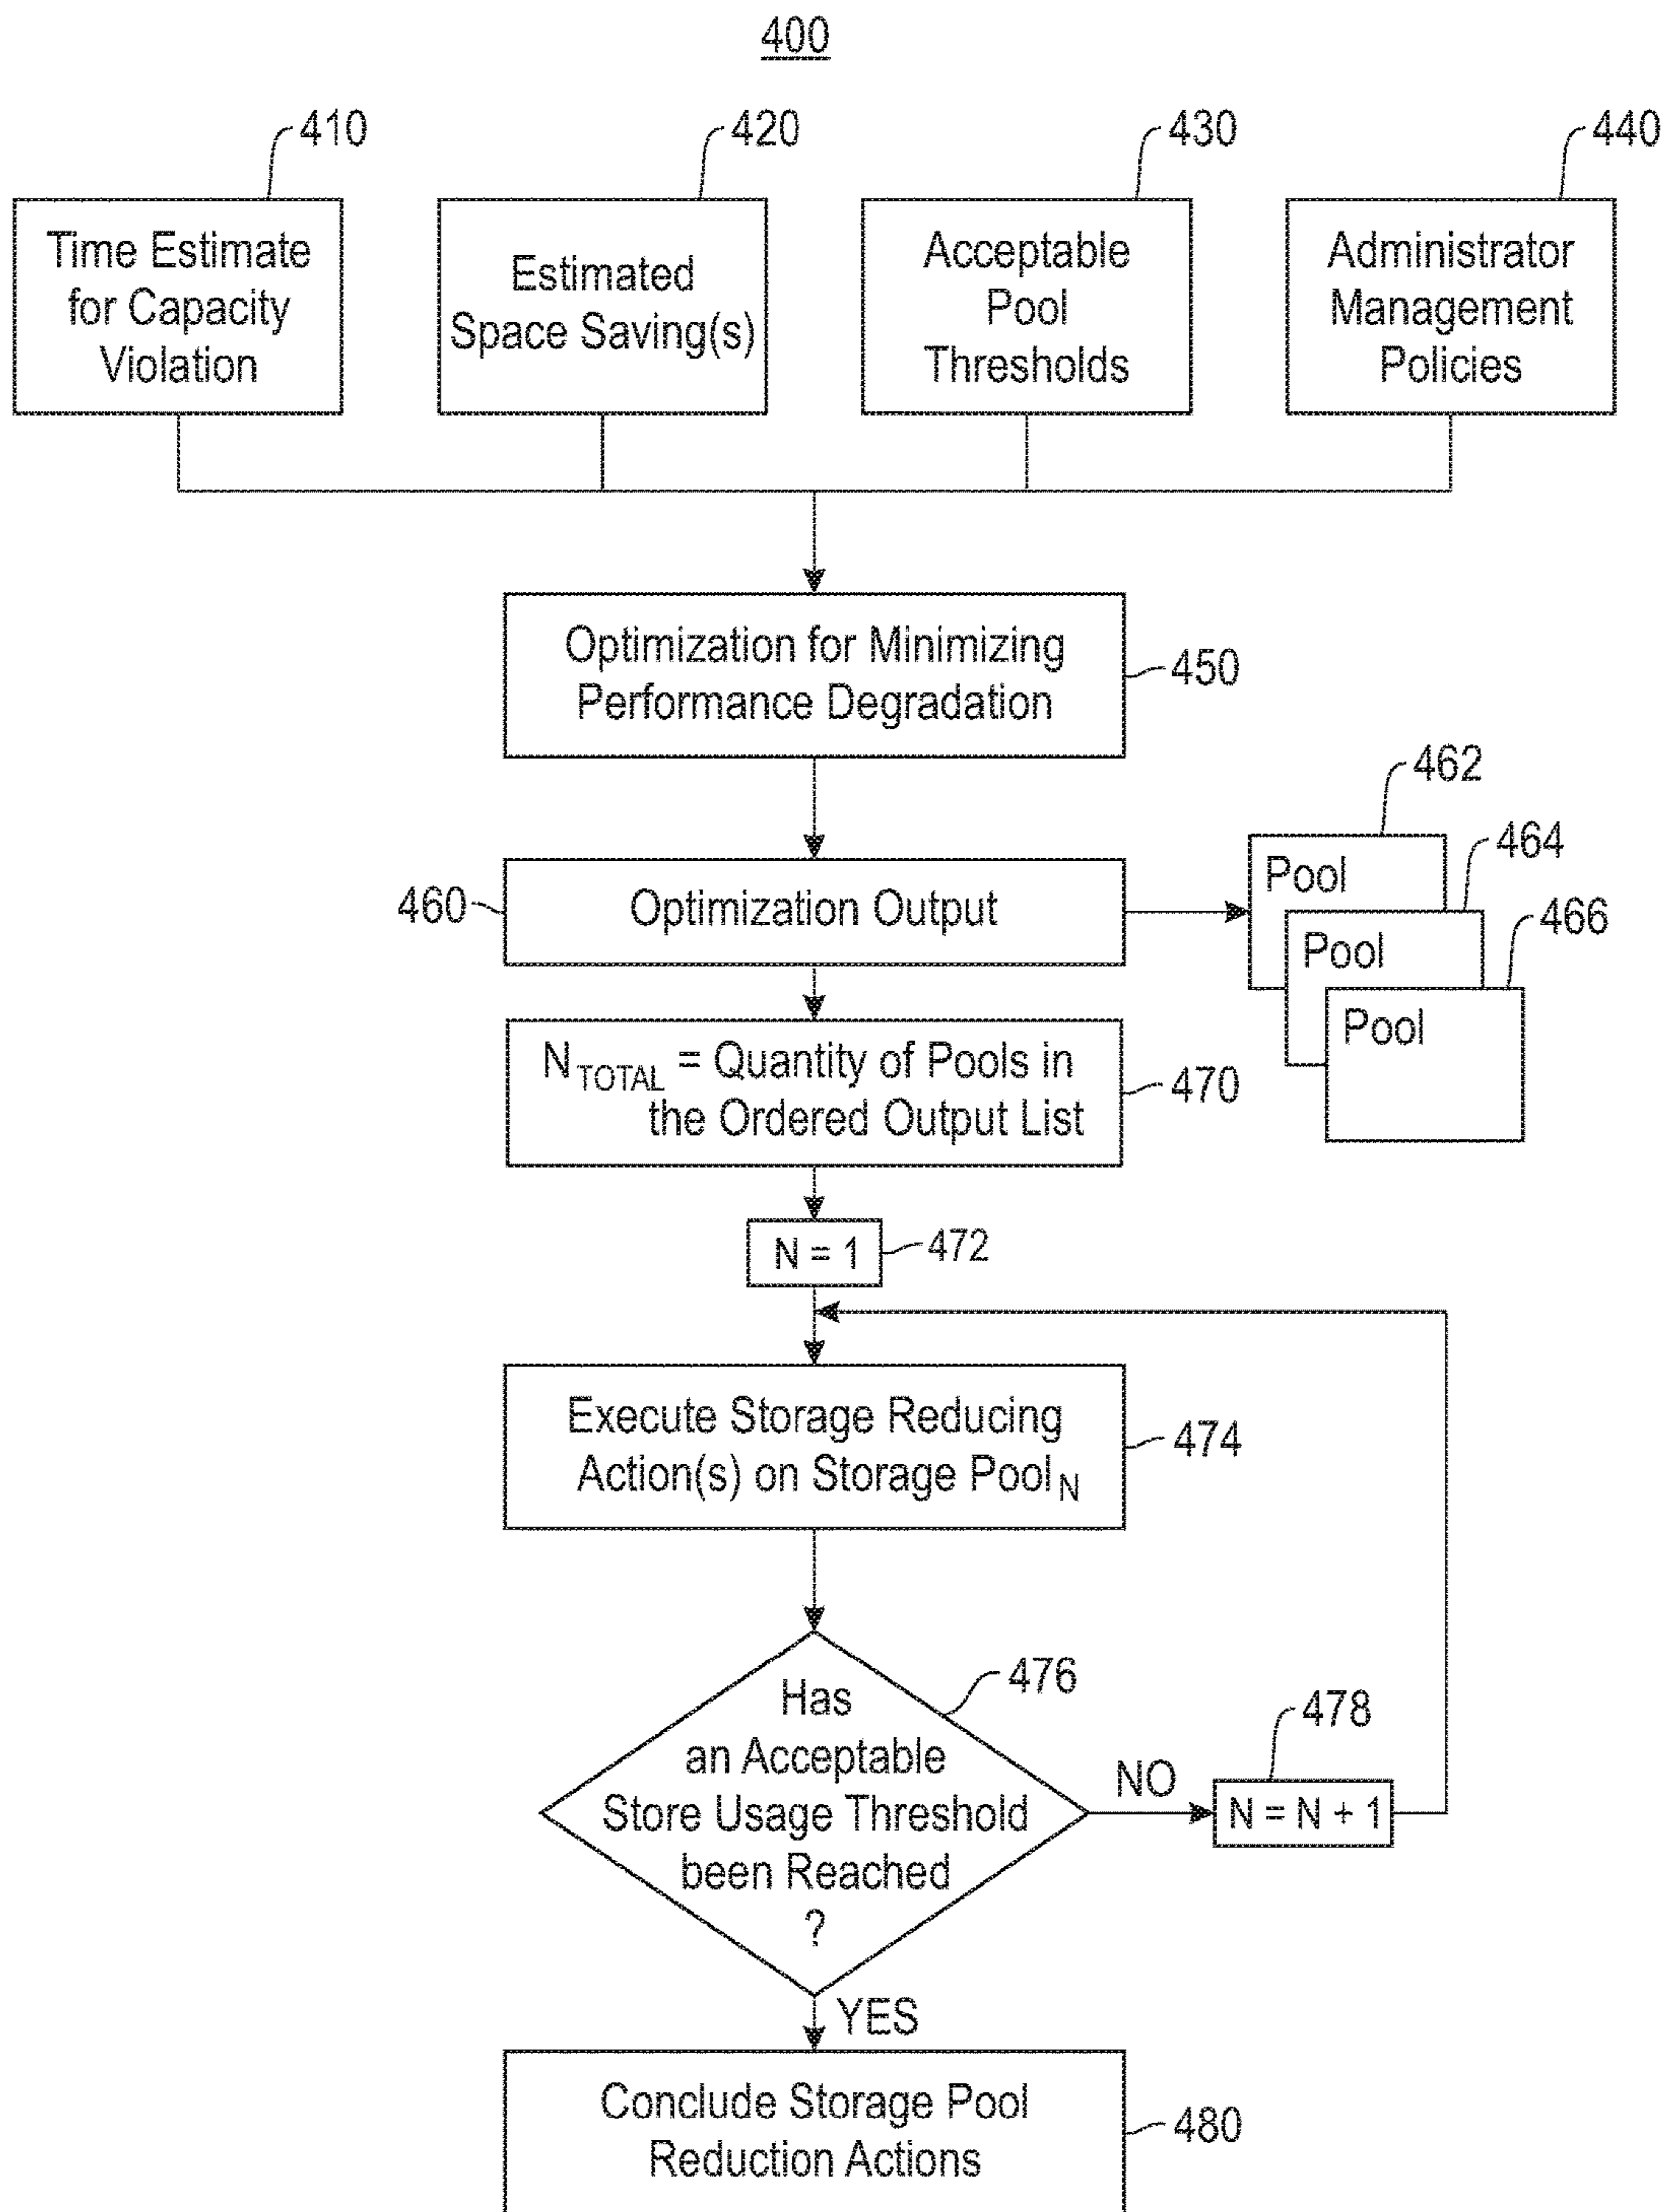 400
410
420
430
440
Time Estimate
for Capacity
Violation
Estimated
Space Saving(s)
Acceptable
Pool
Thresholds
Administrator
Management
Policies
Optimization for Minimizing
Performance Degradation
450
460
Optimization Output
462
Pool
464
Pool
466
Pool
N TOTAL = Quantity of Pools in
the Ordered Output List
470
N = 1
472
Execute Storage Reducing
Action(s) on Storage Pool N
474
Has
an Acceptable
Store Usage Threshold
been Reached
?
476
NO
478
N = N + 1
YES
Conclude Storage Pool
Reduction Actions
480